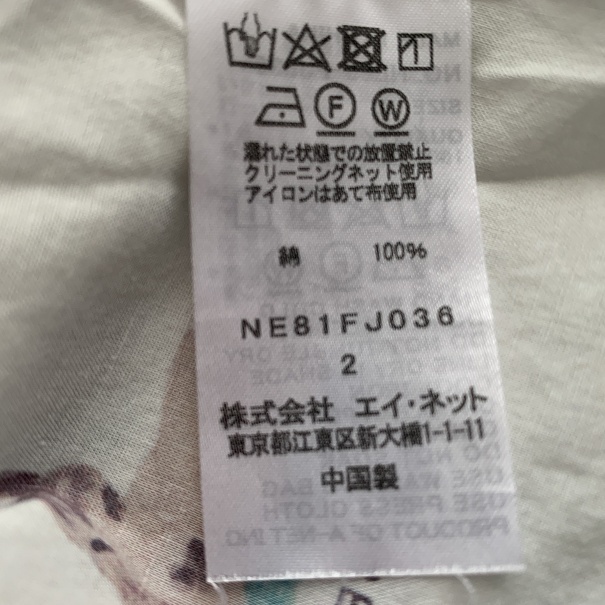 F W
濡れた状態での放置禁止
クリーニングネット使用
アイロンはあて布使用
綿 100%
NE81FJ036
2
株式会社 エイ・ネット
東京都江東区新大橋1-1-11
中国製